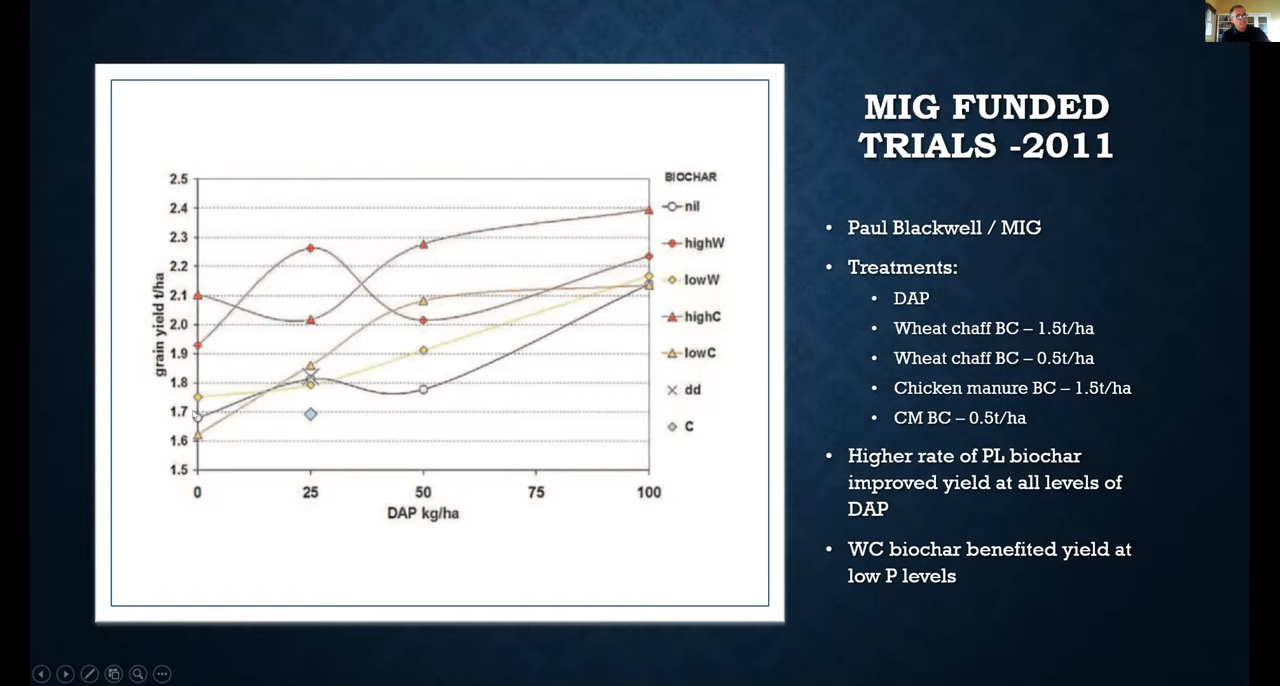 MIG FUNDED
TRIALS -2011
2.5
2.4
2.3
2.2
2.1
2.0
1.9
1.8
1.7
1.6
1.5
grain yield t/ha
0
25
50
75
100
DAP kg/ha
BIOCHAR
nil
highW
lowW
highC
lowC
dd
C
• Paul Blackwell / MIG
• Treatments:
• DAP
• Wheat chaff BC – 1.5t/ha
• Wheat chaff BC – 0.5t/ha
• Chicken manure BC – 1.5t/ha
• CM BC – 0.5t/ha
• Higher rate of PL biochar
improved yield at all levels of
DAP
• WC biochar benefited yield at
low P levels